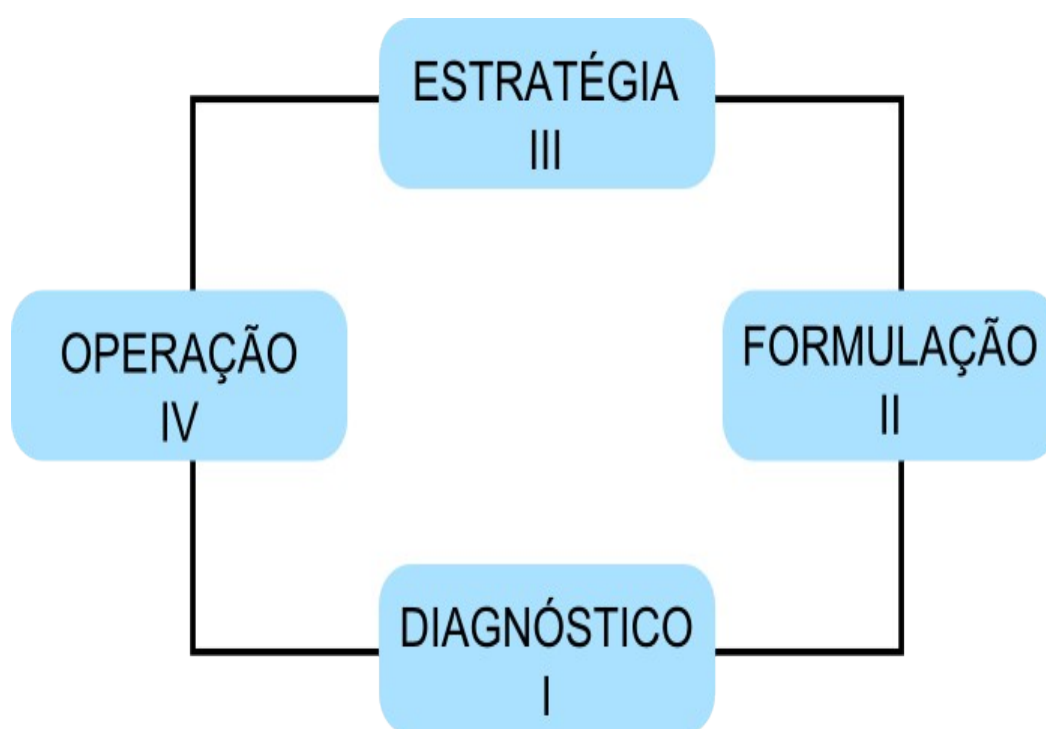 ESTRATÉGIA
III
OPERAÇÃO
IV
FORMULAÇÃO
II
DIAGNÓSTICO
I